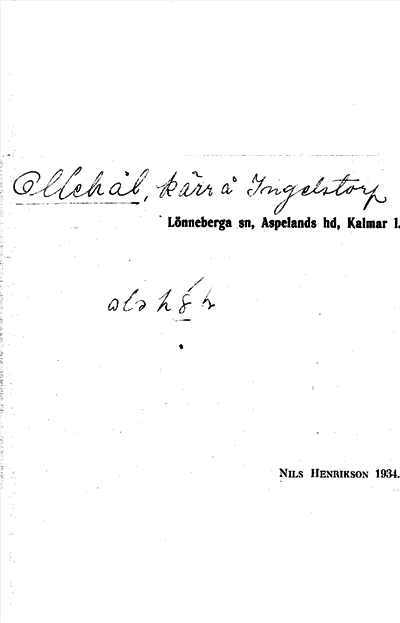 Ollehål, kärr å Ingelstorp
Lönneberga sn, Aspelands hd, Kalmar l.
NILS HENRIKSON 1934.